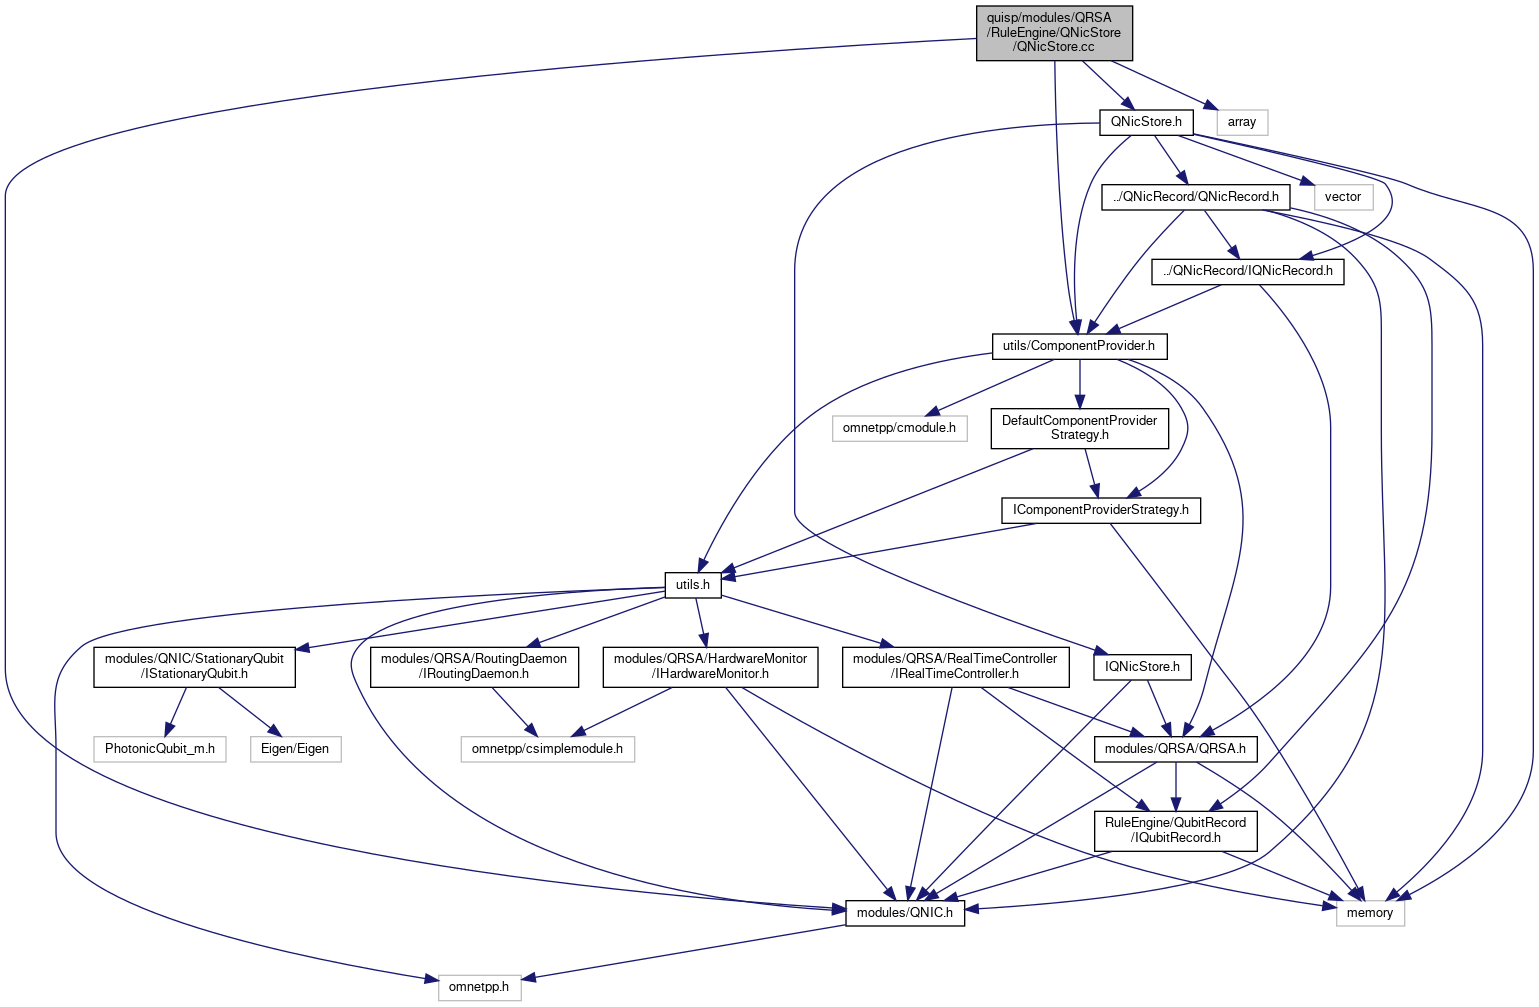 quisp/modules/QRSA
/RuleEngine/QNicStore
/QNicStore.cc
QNicStore.h
array
../QNicRecord/QNicRecord.h
vector
../QNicRecord/IQNicRecord.h
utils/ComponentProvider.h
omnetpp/cmodule.h
DefaultComponentProvider
Strategy.h
IComponentProviderStrategy.h
utils.h
modules/QNIC/StationaryQubit
/IStationaryQubit.h
modules/QRSA/RoutingDaemon
/IRoutingDaemon.h
modules/QRSA/HardwareMonitor
/IHardwareMonitor.h
modules/QRSA/RealTimeController
/IRealTimeController.h
IQNicStore.h
PhotonicQubit_m.h
Eigen/Eigen
omnetpp/csimplemodule.h
modules/QRSA/QRSA.h
RuleEngine/QubitRecord
/IQubitRecord.h
modules/QNIC.h
memory
omnetpp.h